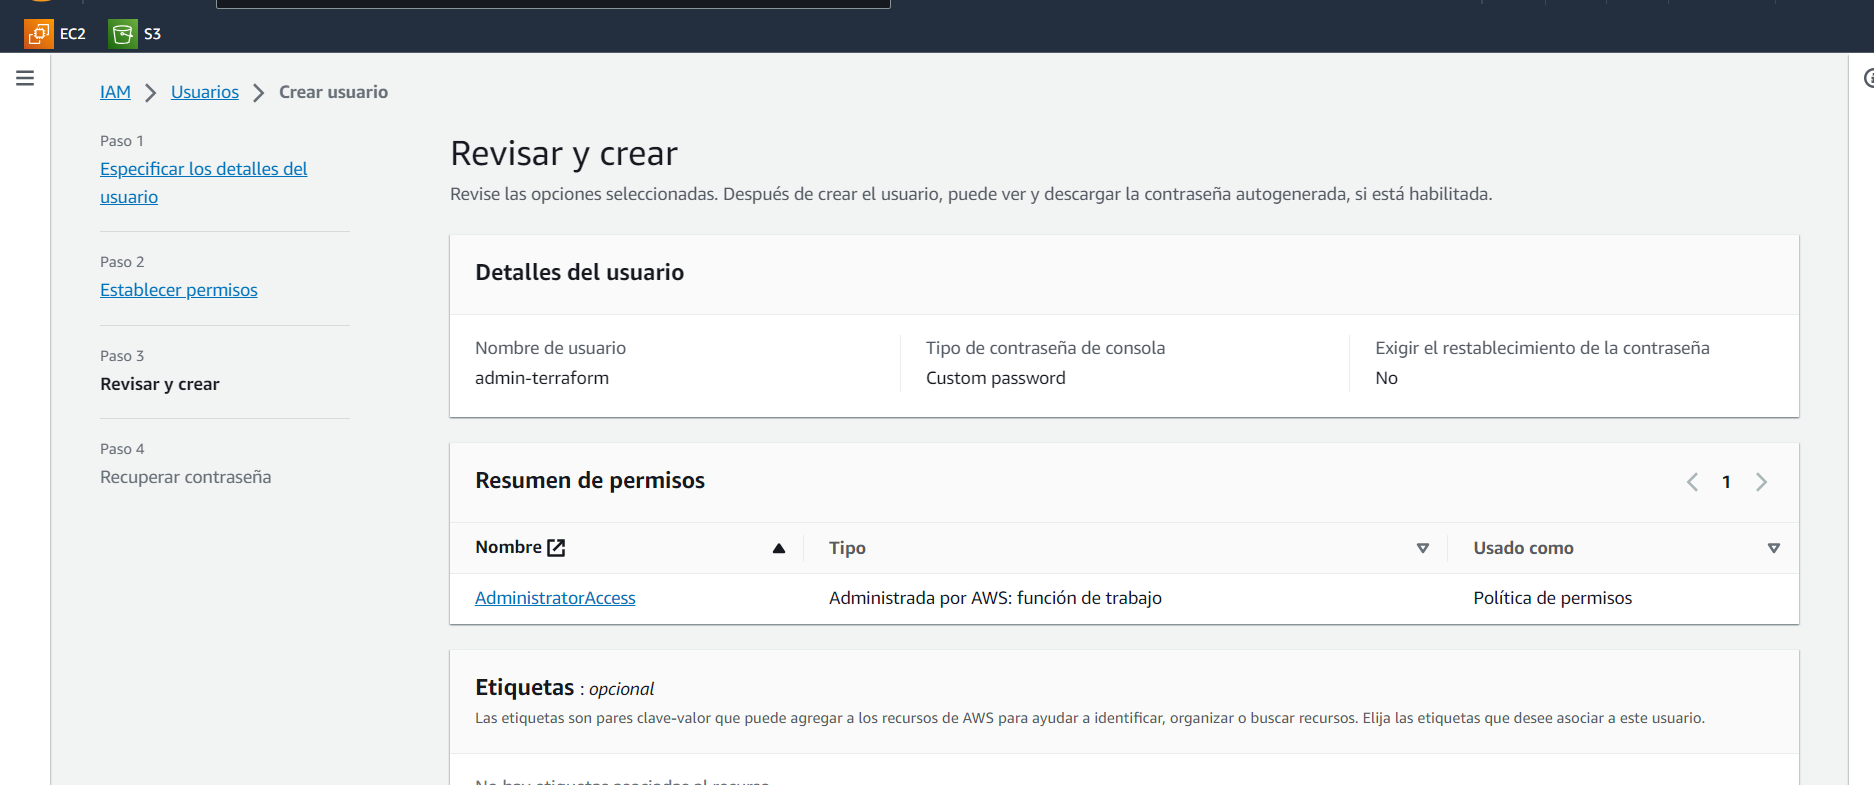 EC2
S3
IAM
Usuarios
Crear usuario
Paso 1
Especificar los detalles del
usuario
Paso 2
Establecer permisos
Paso 3
Revisar y crear
Paso 4
Recuperar contraseña
Revisar y crear
Revise las opciones seleccionadas. Después de crear el usuario, puede ver y descargar la contraseña autogenerada, si está habilitada.
Detalles del usuario
Nombre de usuario
admin-terraform
Tipo de contraseña de consola
Custom password
Exigir el restablecimiento de la contraseña
No
Resumen de permisos
1
Nombre
Tipo
Usado como
AdministratorAccess
Administrada por AWS: función de trabajo
Política de permisos
Etiquetas : opcional
Las etiquetas son pares clave-valor que puede agregar a los recursos de AWS para ayudar a identificar, organizar o buscar recursos. Elija las etiquetas que desee asociar a este usuario.
No hay etiquetas asociadas al recurso